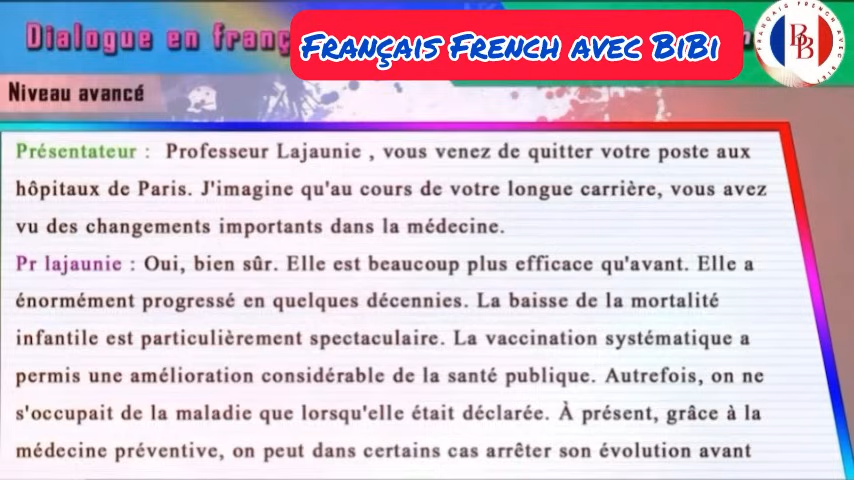 Dialogue en franç
Français French avec BiBi
FRANÇAIS FRENCH AVEC BIBI
BB
Niveau avancé
Présentateur : Professeur Lajaunie , vous venez de quitter votre poste aux
hôpitaux de Paris. J'imagine qu'au cours de votre longue carrière, vous avez
vu des changements importants dans la médecine.
Pr lajaunie : Oui, bien sûr. Elle est beaucoup plus efficace qu'avant. Elle a
énormément progressé en quelques décennies. La baisse de la mortalité
infantile est particulièrement spectaculaire. La vaccination systématique a
permis une amélioration considérable de la santé publique. Autrefois, on ne
s'occupait de la maladie que lorsqu'elle était déclarée. À présent, grâce à la
médecine préventive, on peut dans certains cas arrêter son évolution avant